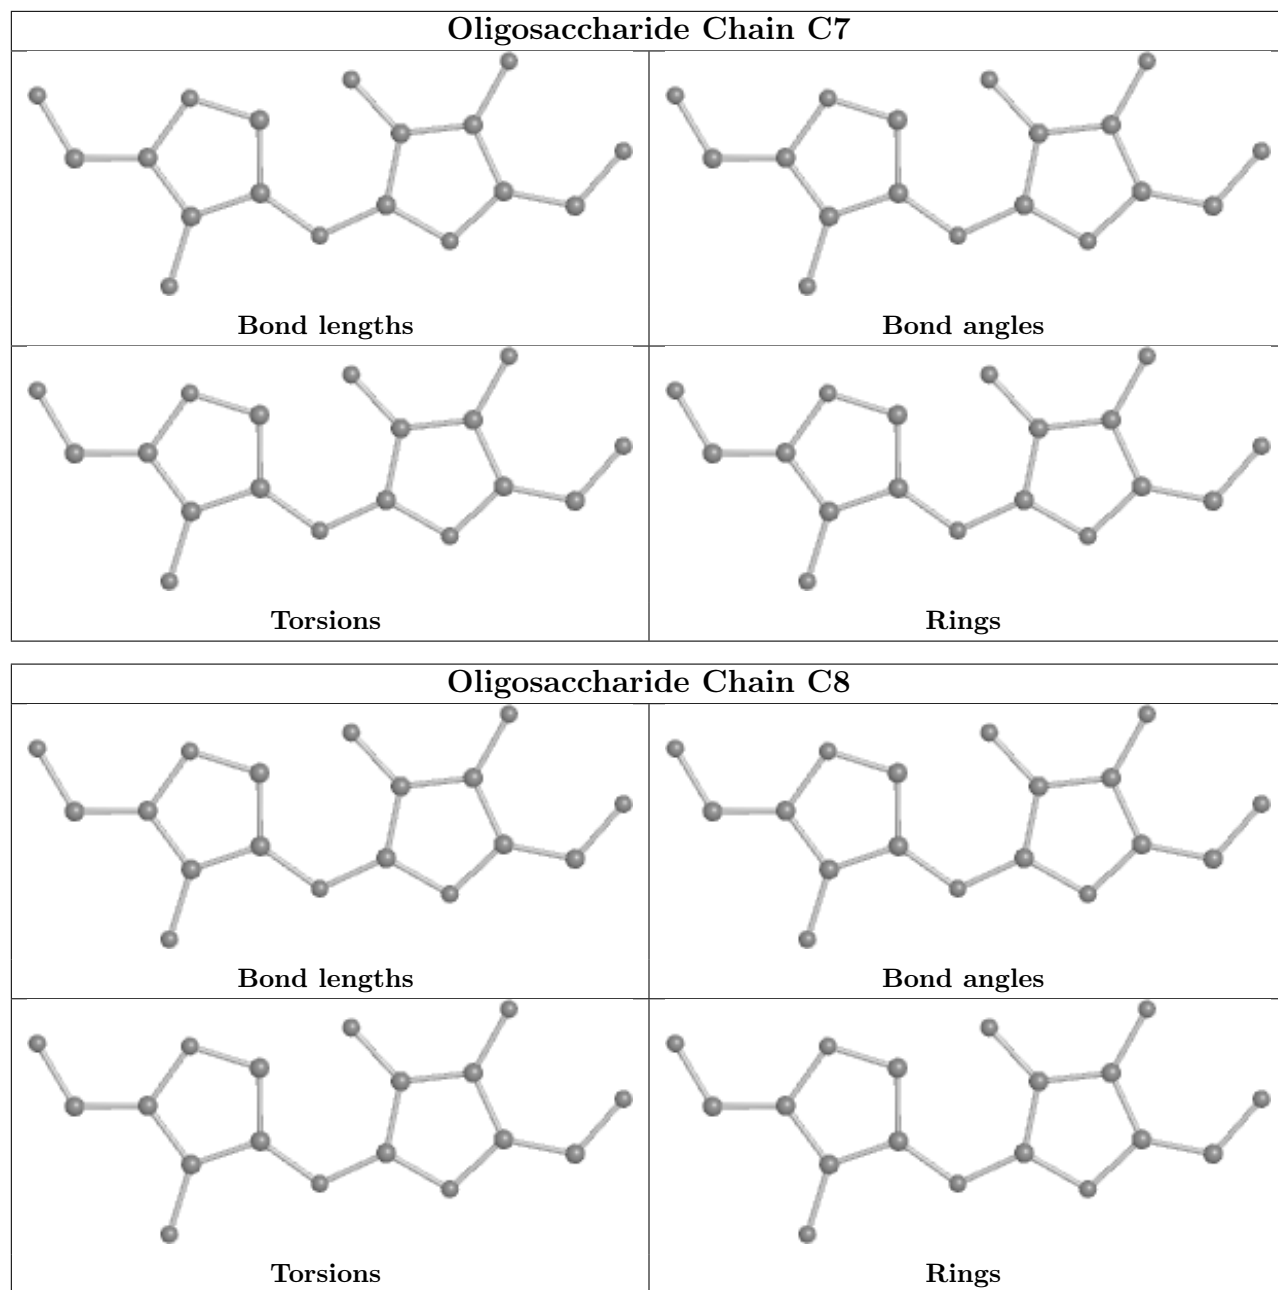 Oligosaccharide Chain C7
Bond lengths
Bond angles
Torsions
Rings
Oligosaccharide Chain C8
Bond lengths
Bond angles
Torsions
Rings